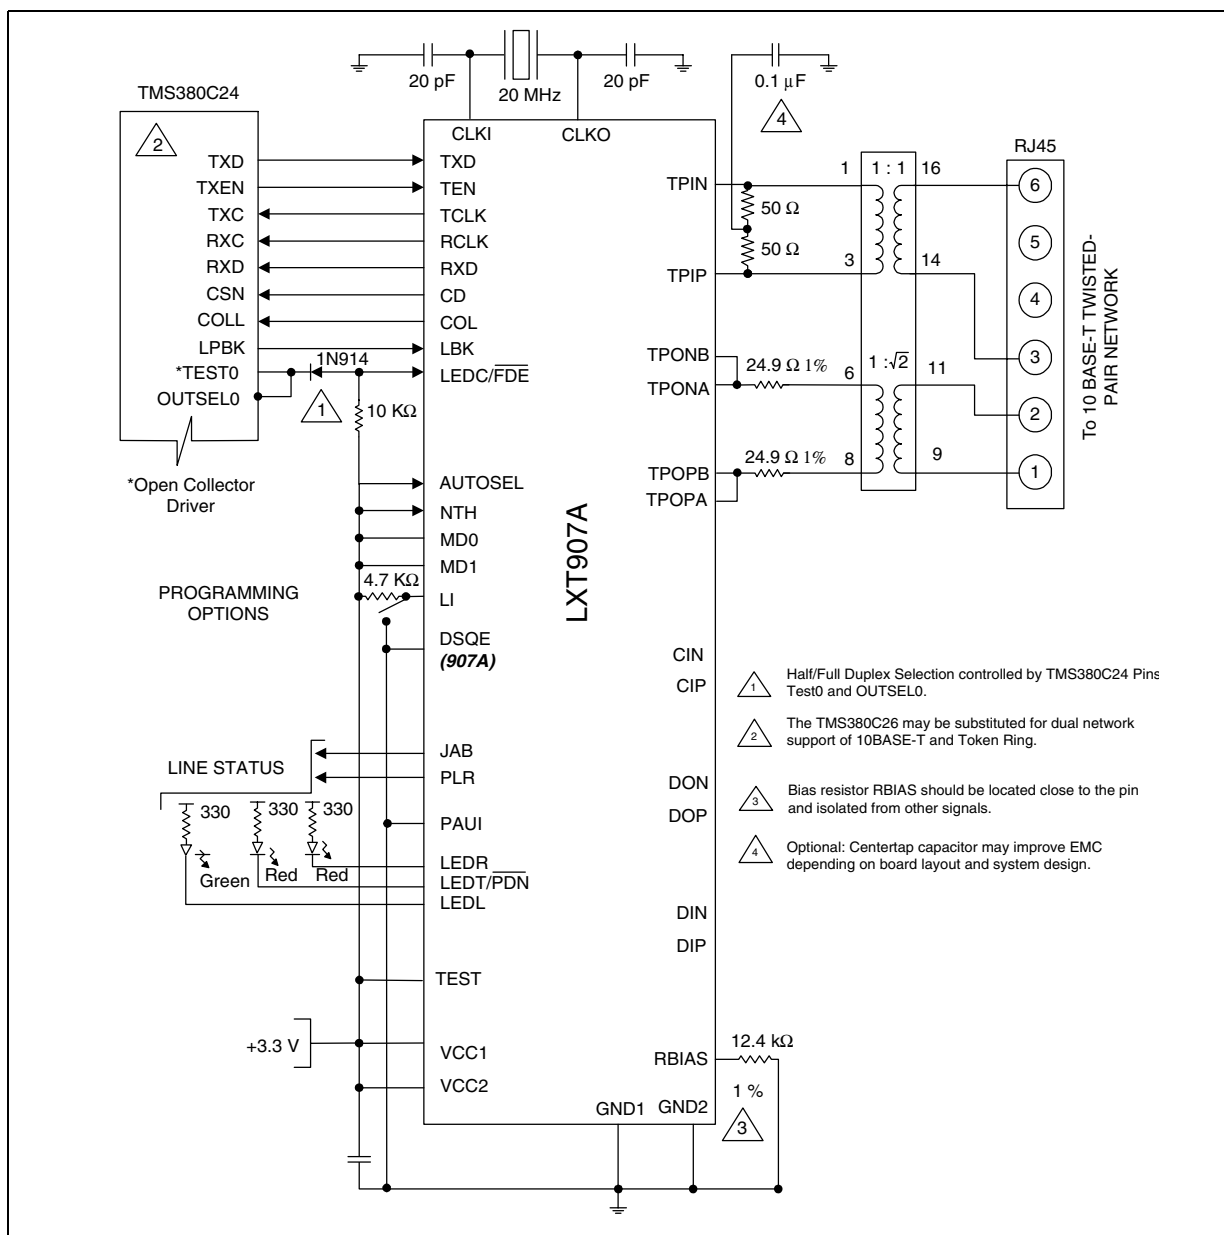 20 pF
20 MHz
20 pF
0.1 µF
4
TMS380C24
2
CLKI
CLKO
RJ45
TXD
TXEN
TXC
RXC
RXD
CSN
COLL
LPBK
*TEST0
OUTSEL0
1N914
1
10 KΩ
*Open Collector
Driver
TXD
TEN
TCLK
RCLK
RXD
CD
COL
LBK
LEDC/FDE
AUTOSEL
NTH
MD0
MD1
4.7 KΩ
LI
DSQE
(907A)
PROGRAMMING
OPTIONS
LXT907A
TPIN
TPIP
50 Ω
50 Ω
TPONB
TPONA
24.9 Ω 1%
TPOPB
TPOPA
24.9 Ω 1%
1
1 : 1
16
3
14
6
1 :√2
11
8
9
6
5
4
3
2
1
To 10 BASE-T TWISTED-
PAIR NETWORK
CIN
CIP
DON
DOP
DIN
DIP
1
Half/Full Duplex Selection controlled by TMS380C24 Pins
Test0 and OUTSEL0.
2
The TMS380C26 may be substituted for dual network
support of 10BASE-T and Token Ring.
3
Bias resistor RBIAS should be located close to the pin
and isolated from other signals.
4
Optional: Centertap capacitor may improve EMC
depending on board layout and system design.
LINE STATUS
JAB
PLR
330
330
330
Green
Red
Red
PAUI
LEDR
LEDT/PDN
LEDL
TEST
+3.3 V
VCC1
VCC2
RBIAS
12.4 kΩ
1 %
3
GND1
GND2